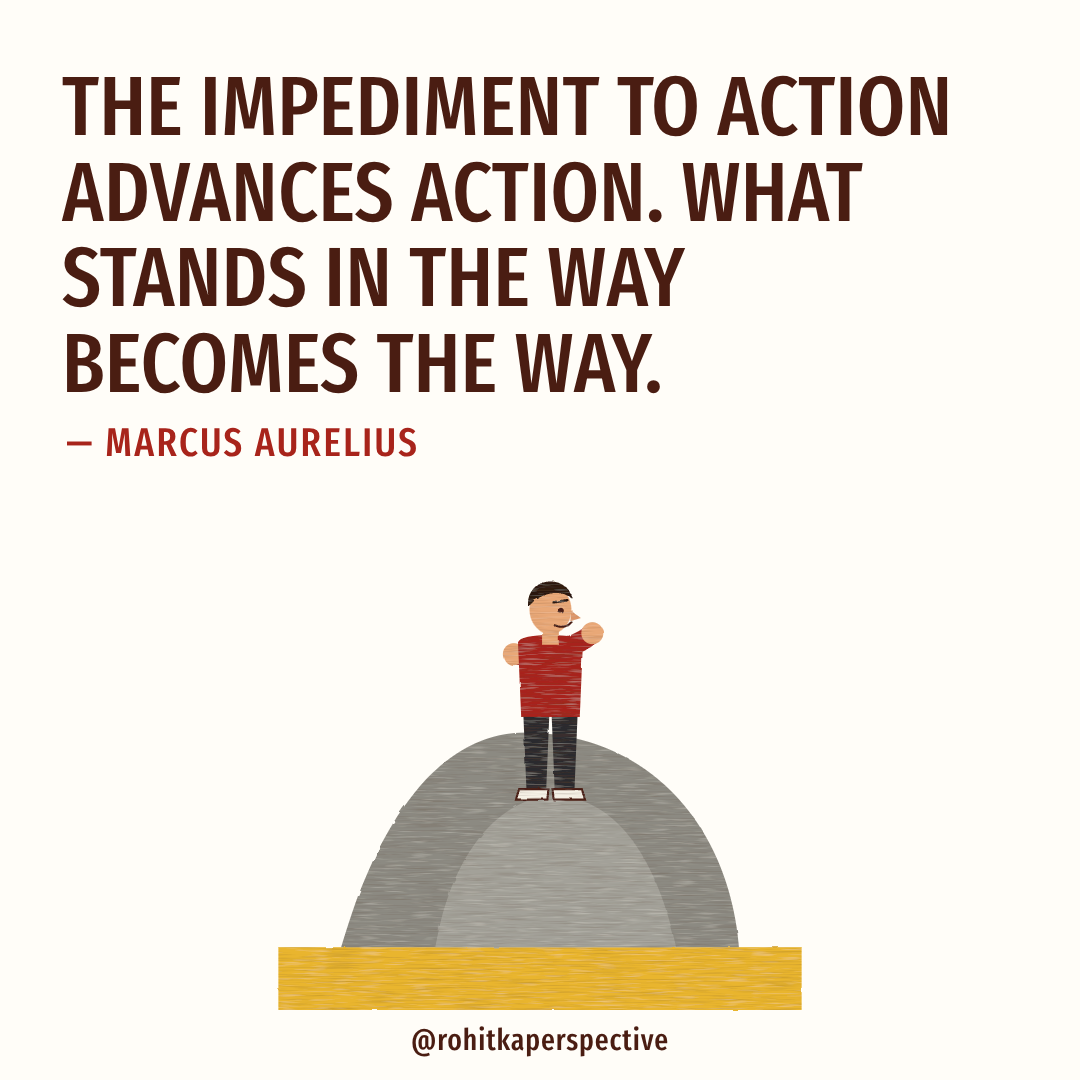 THE IMPEDIMENT TO ACTION
ADVANCES ACTION. WHAT
STANDS IN THE WAY
BECOMES THE WAY.
— MARCUS AURELIUS
@rohitkaperspective